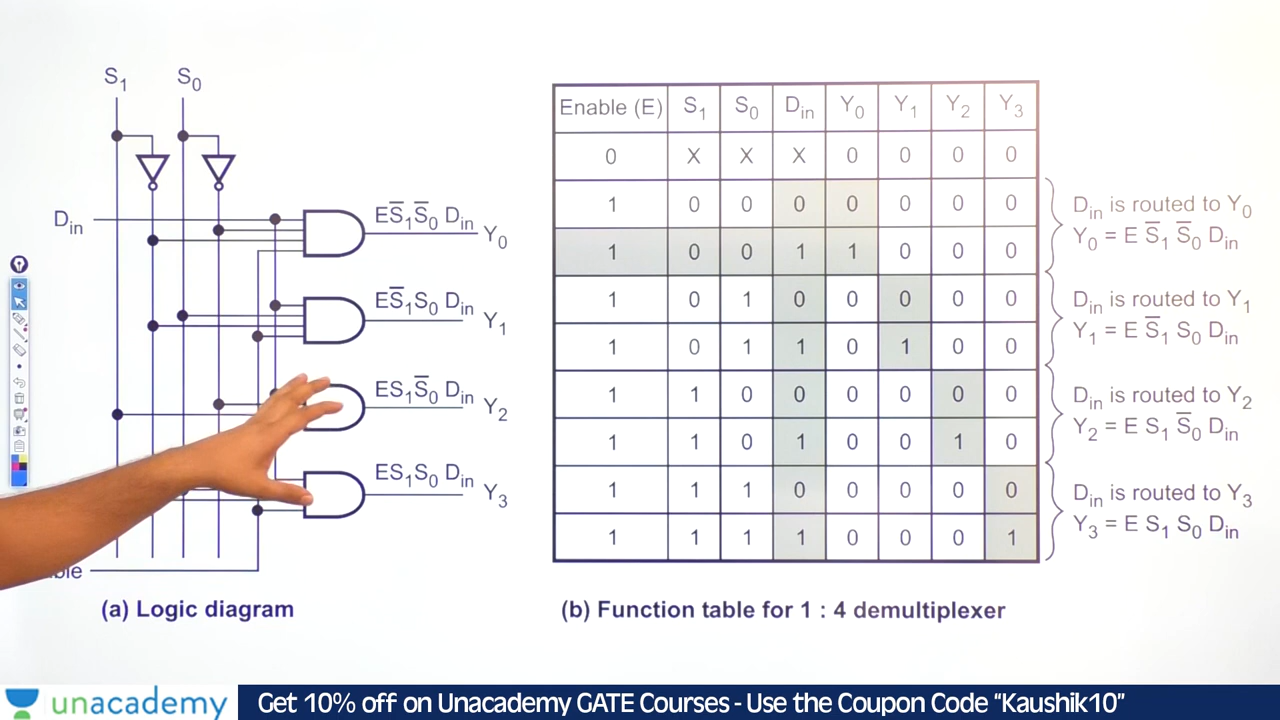 S₁ S₀
Dᵢₙ
ES̅₁S̅₀ Dᵢₙ
Y₀
ES̅₁S₀ Dᵢₙ
Y₁
ES₁S̅₀ Dᵢₙ
Y₂
ES₁S₀ Dᵢₙ
Y₃
(a) Logic diagram
Enable (E) S₁ S₀ Dᵢₙ Y₀ Y₁ Y₂ Y₃
0 X X X 0 0 0 0
1 0 0 0 0 0 0 0
1 0 0 1 1 0 0 0
1 0 1 0 0 0 0 0
1 0 1 1 0 1 0 0
1 1 0 0 0 0 0 0
1 1 0 1 0 0 1 0
1 1 1 0 0 0 0 0
1 1 1 1 0 0 0 1
Dᵢₙ is routed to Y₀
Y₀ = E S̅₁ S̅₀ Dᵢₙ
Dᵢₙ is routed to Y₁
Y₁ = E S̅₁ S₀ Dᵢₙ
Dᵢₙ is routed to Y₂
Y₂ = E S₁ S̅₀ Dᵢₙ
Dᵢₙ is routed to Y₃
Y₃ = E S₁ S₀ Dᵢₙ
(b) Function table for 1 : 4 demultiplexer
unacademy
Get 10% off on Unacademy GATE Courses - Use the Coupon Code “Kaushik10”